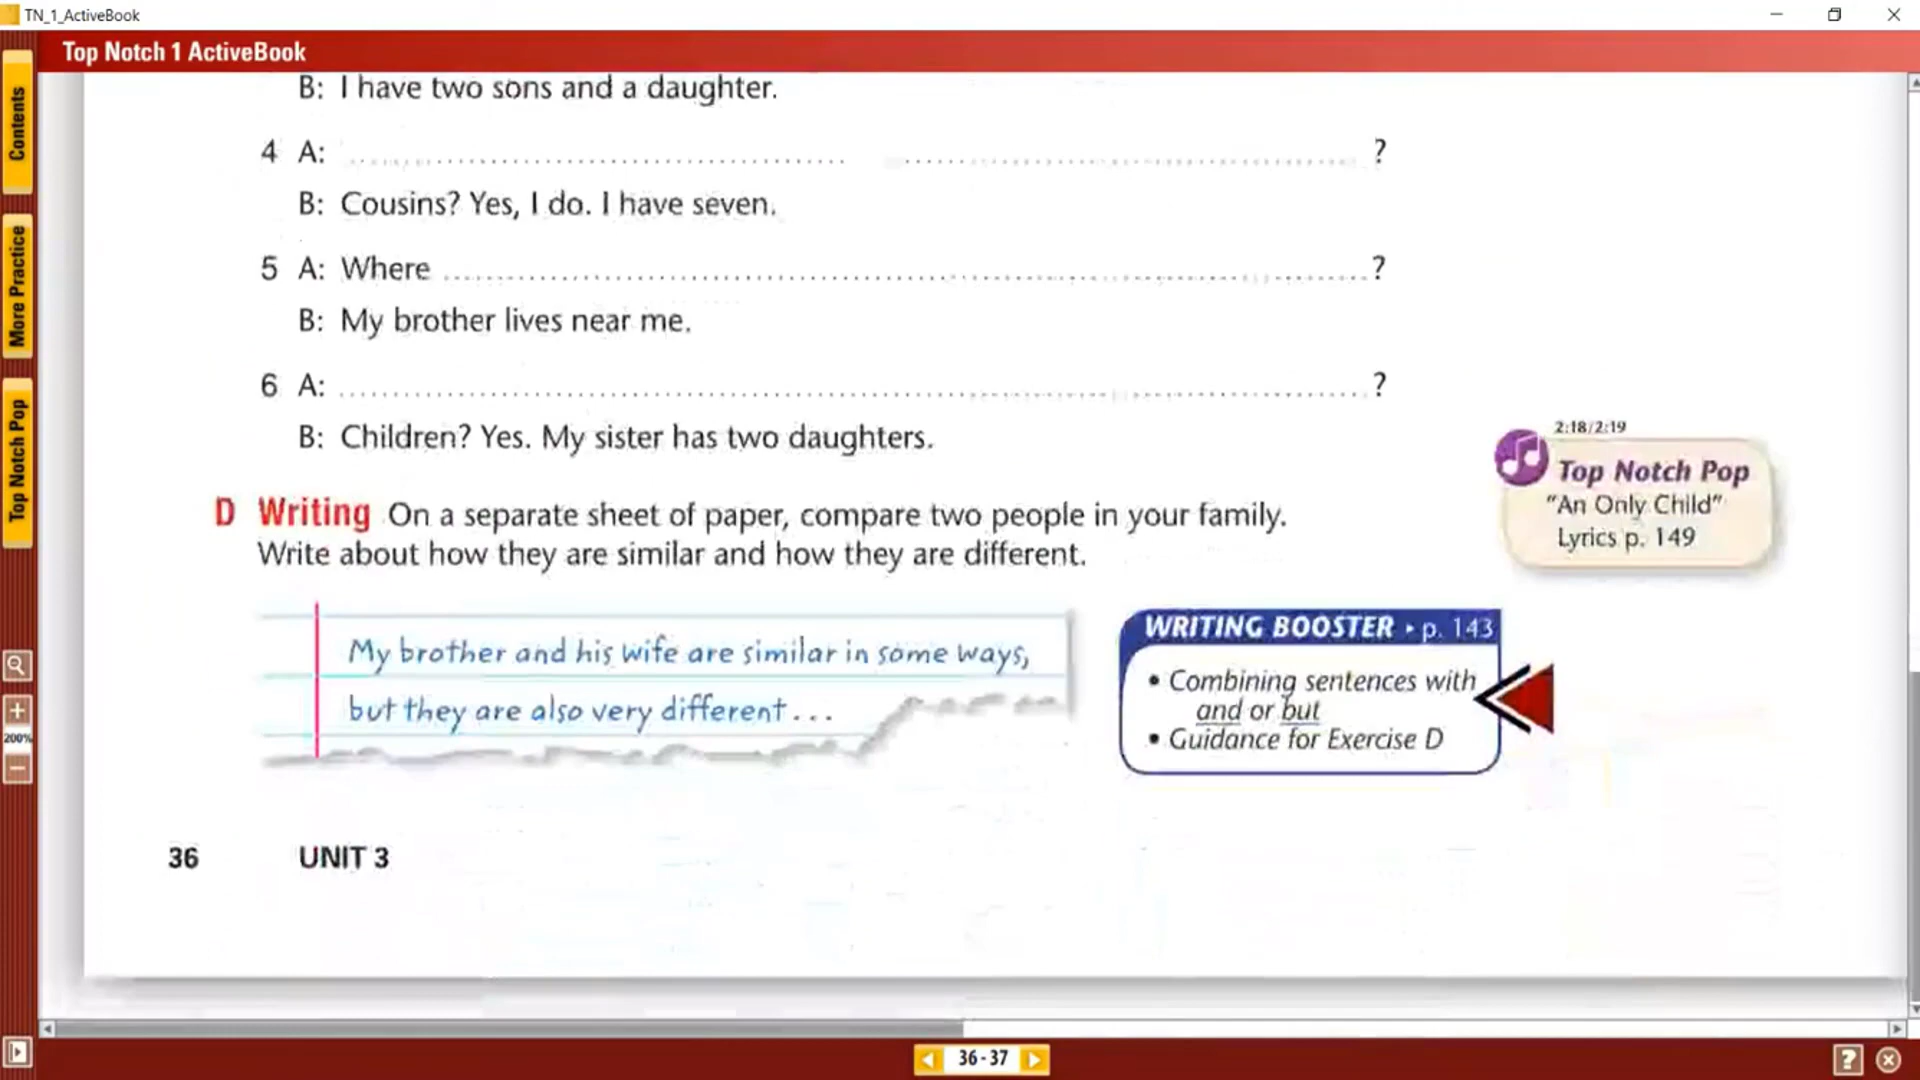 TN_1_ActiveBook
Top Notch 1 ActiveBook
Contents
More Practice
Top Notch Pop
200%
B: I have two sons and a daughter.
4 A: ?
B: Cousins? Yes, I do. I have seven.
5 A: Where ?
B: My brother lives near me.
6 A: ?
B: Children? Yes. My sister has two daughters.
2:18/2:19
Top Notch Pop
"An Only Child"
Lyrics p. 149
D Writing On a separate sheet of paper, compare two people in your family.
Write about how they are similar and how they are different.
My brother and his wife are similar in some ways,
but they are also very different . . .
WRITING BOOSTER • p. 143
• Combining sentences with
and or but
• Guidance for Exercise D
36 UNIT 3
36-37
?